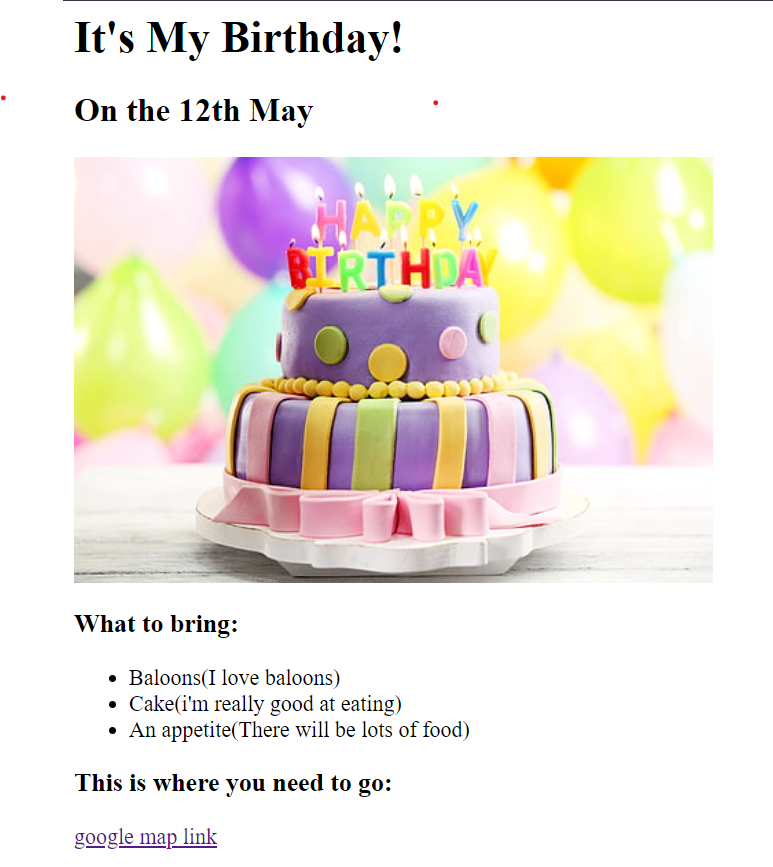 It's My Birthday!
On the 12th May
HAPPY
BIRTHDAY
What to bring:
Baloons(I love baloons)
Cake(i'm really good at eating)
An appetite(There will be lots of food)
This is where you need to go:
google map link